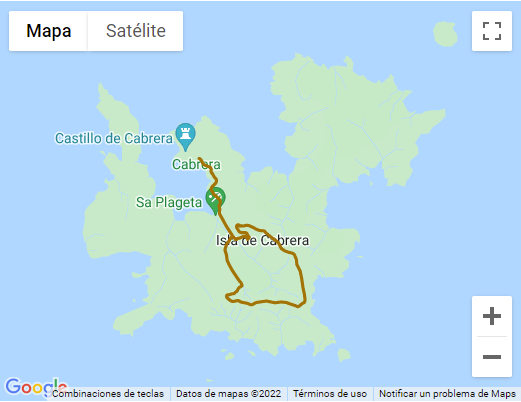 Mapa
Satélite
Castillo de Cabrera
Cabrera
Sa Plageta
Isla de Cabrera
Google
Combinaciones de teclas
Datos de mapas ©2022
Términos de uso
Notificar un problema de Maps